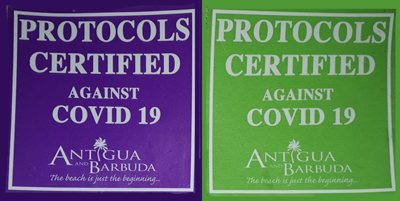 PROTOCOLS
CERTIFIED
AGAINST
COVID 19
ANTIGUA
AND BARBUDA
The beach is just the beginning...
PROTOCOLS
CERTIFIED
AGAINST
COVID 19
ANTIGUA
AND BARBUDA
The beach is just the beginning...